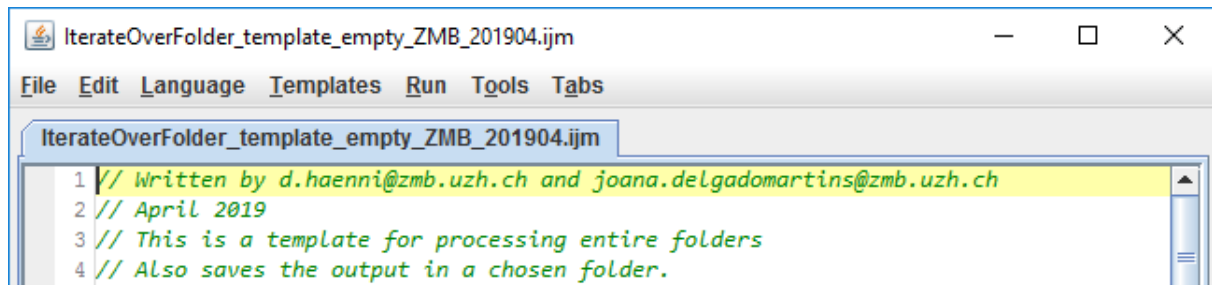 IterateOverFolder_template_empty_ZMB_201904.ijm
File Edit Language Templates Run Tools Tabs
IterateOverFolder_template_empty_ZMB_201904.ijm
1 // Written by d.haenni@zmb.uzh.ch and joana.delgadomartins@zmb.uzh.ch
2 // April 2019
3 // This is a template for processing entire folders
4 // Also saves the output in a chosen folder.